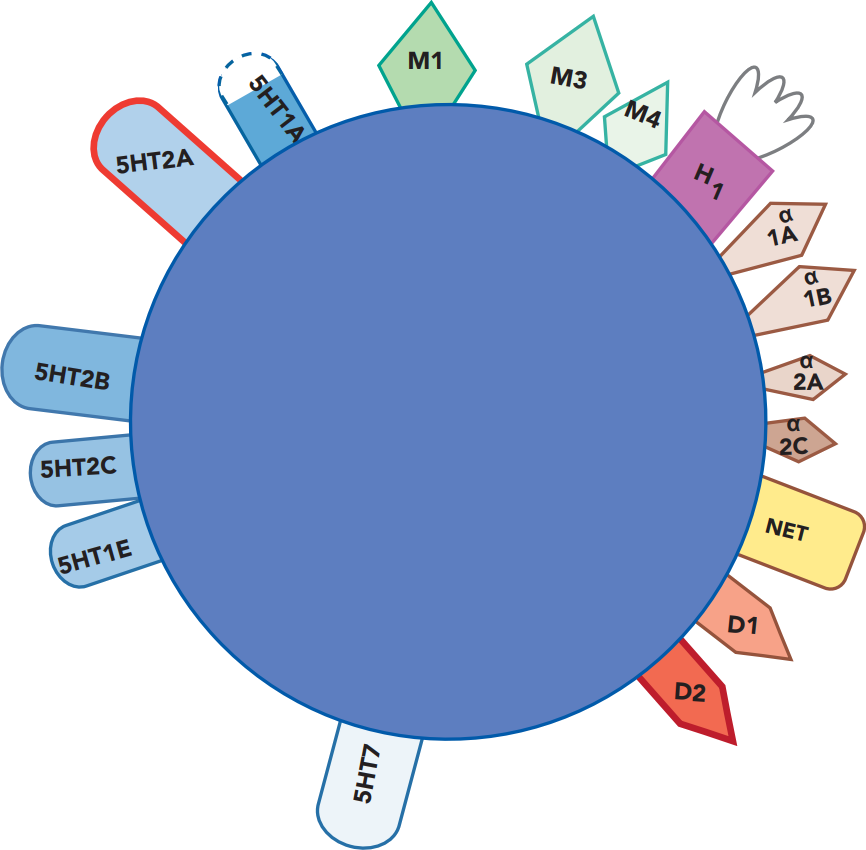 M1
M3
M4
H1
α
1A
α
1B
α
2A
α
2C
NET
D1
D2
5HT7
5HT1E
5HT2C
5HT2B
5HT2A
5HT1A